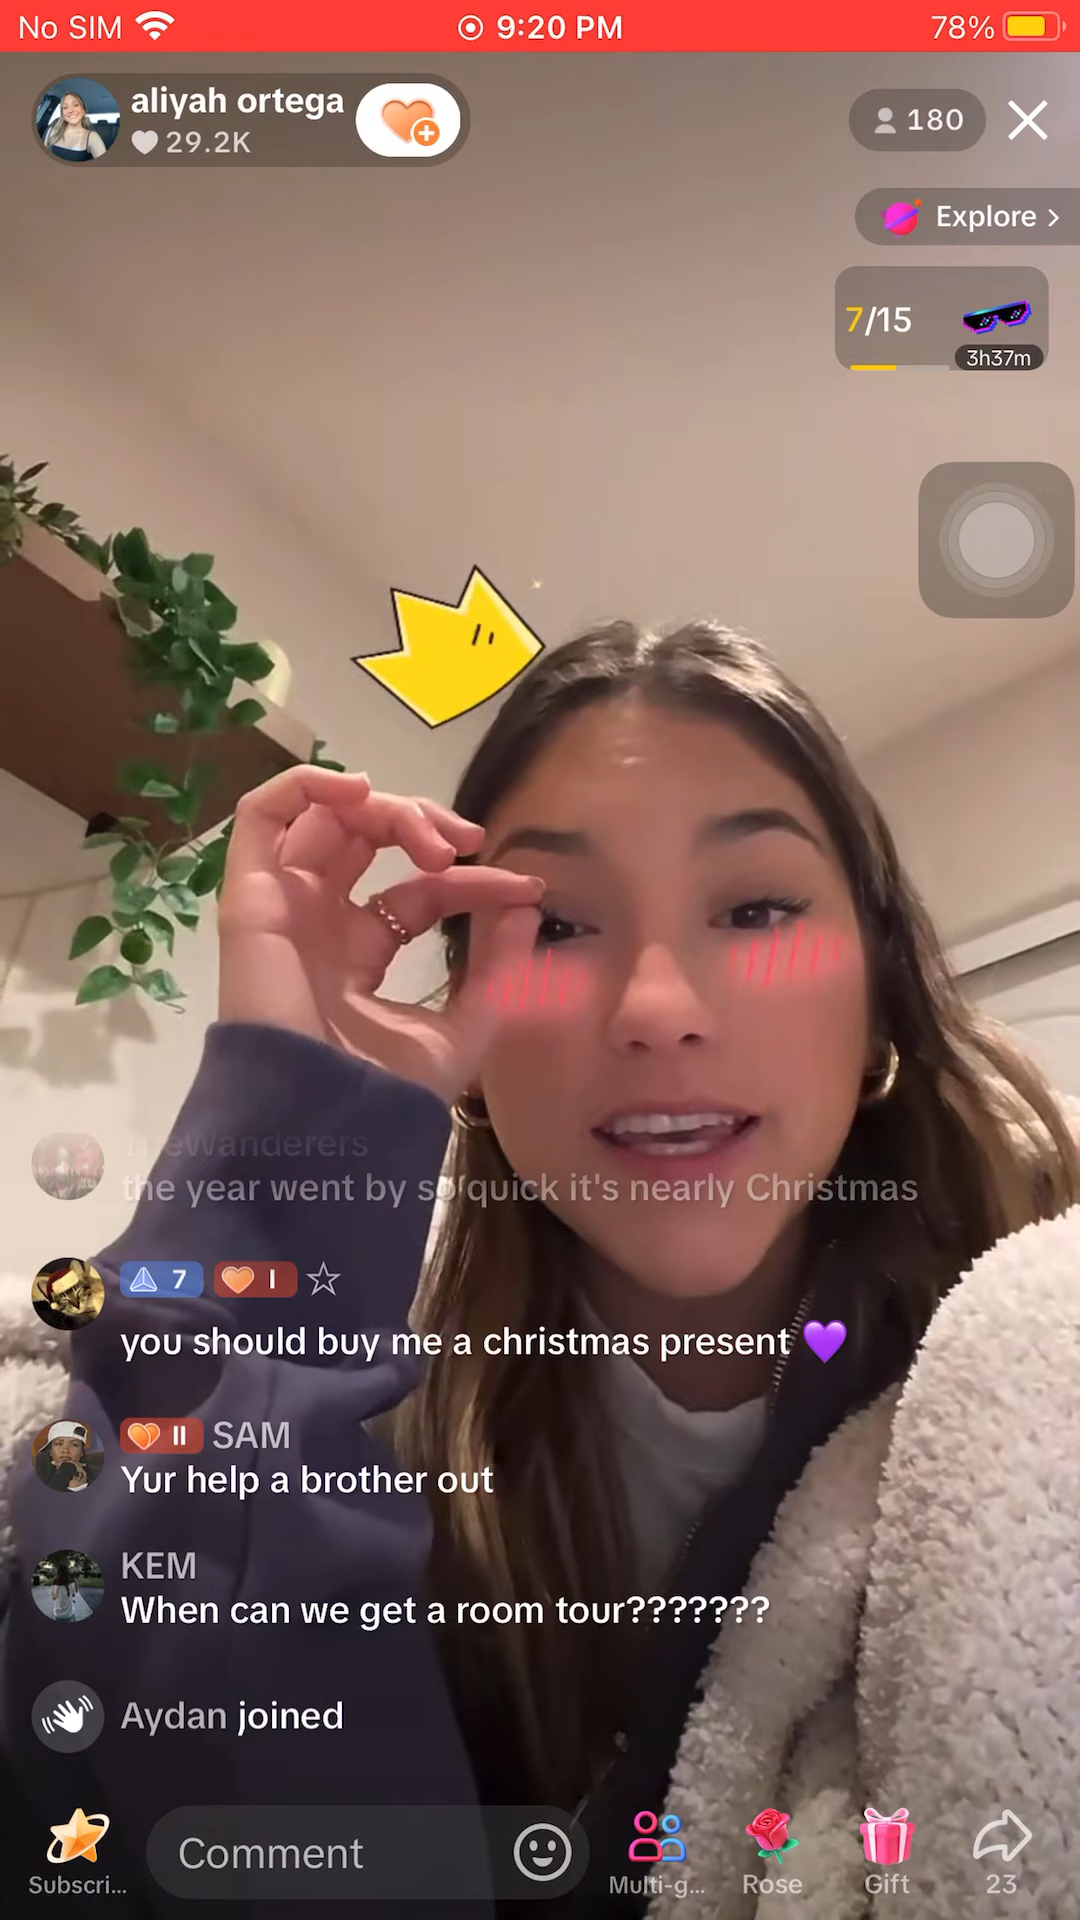 No SIM 9:20 PM 78%
aliyah ortega
29.2K
180
Explore >
7/15
3h37m
the year went by so quick it's nearly Christmas
7 I
you should buy me a christmas present 💜
II SAM
Yur help a brother out
KEM
When can we get a room tour???????
Aydan joined
Subscri...
Comment
Multi-g...
Rose
Gift
23